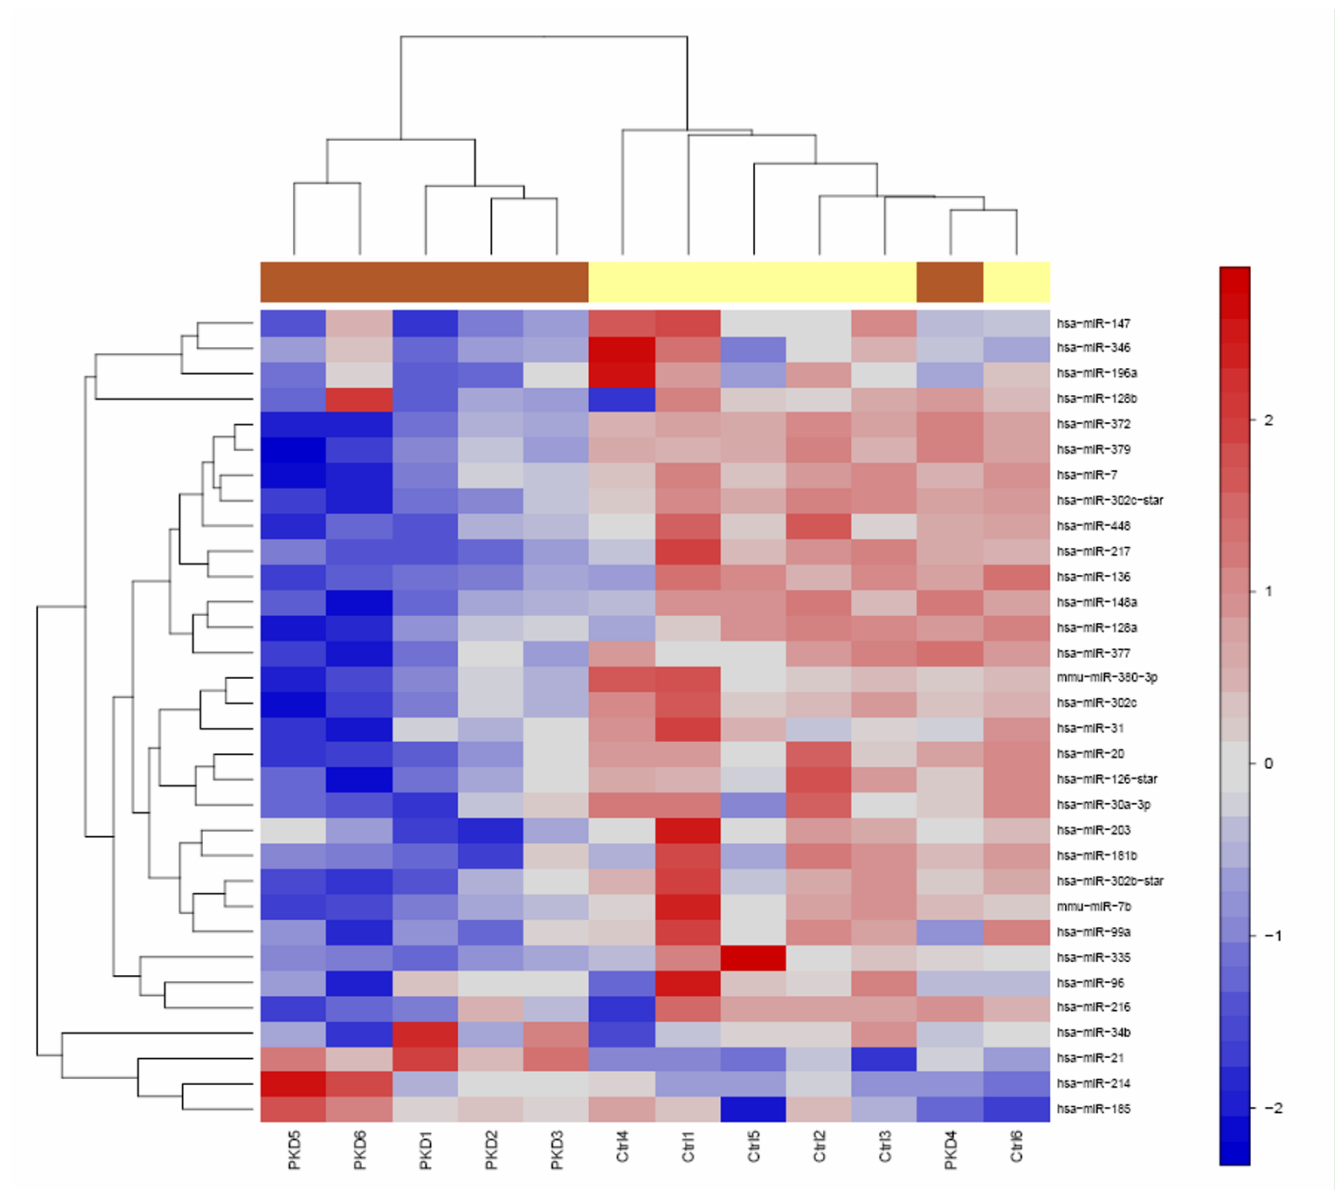 hsa-miR-147
hsa-miR-346
hsa-miR-196a
hsa-miR-128b
hsa-miR-372
hsa-miR-379
hsa-miR-7
hsa-miR-302c-star
hsa-miR-448
hsa-miR-217
hsa-miR-136
hsa-miR-148a
hsa-miR-128a
hsa-miR-377
mmu-miR-380-3p
hsa-miR-302c
hsa-miR-31
hsa-miR-20
hsa-miR-126-star
hsa-miR-30a-3p
hsa-miR-203
hsa-miR-181b
hsa-miR-302b-star
mmu-miR-7b
hsa-miR-99a
hsa-miR-335
hsa-miR-96
hsa-miR-216
hsa-miR-34b
hsa-miR-21
hsa-miR-214
hsa-miR-185
2
1
0
-1
-2
PKD5
PKD6
PKD1
PKD2
PKD3
Ctrl4
Ctrl1
Ctrl5
Ctrl2
Ctrl3
PKD4
Ctrl6